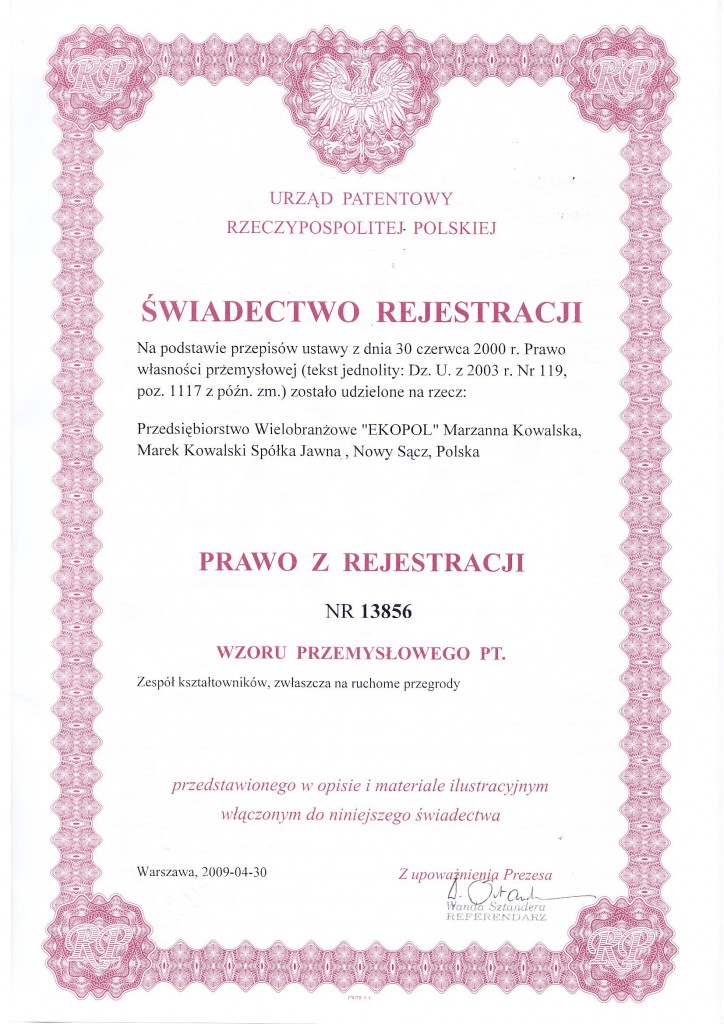 RP
RP
URZĄD PATENTOWY
RZECZYPOSPOLITEJ POLSKIEJ
ŚWIADECTWO REJESTRACJI
Na podstawie przepisów ustawy z dnia 30 czerwca 2000 r. Prawo
własności przemysłowej (tekst jednolity: Dz. U. z 2003 r. Nr 119,
poz. 1117 z późn. zm.) zostało udzielone na rzecz:
Przedsiębiorstwo Wielobranżowe "EKOPOL" Marzanna Kowalska,
Marek Kowalski Spółka Jawna , Nowy Sącz, Polska
PRAWO Z REJESTRACJI
NR 13856
WZORU PRZEMYSŁOWEGO PT.
Zespół kształtowników, zwłaszcza na ruchome przegrody
przedstawionego w opisie i materiale ilustracyjnym
włączonym do niniejszego świadectwa
Warszawa, 2009-04-30
Z upoważnienia Prezesa
Wanda Sztandera
REFERENDARZ
RP
RP